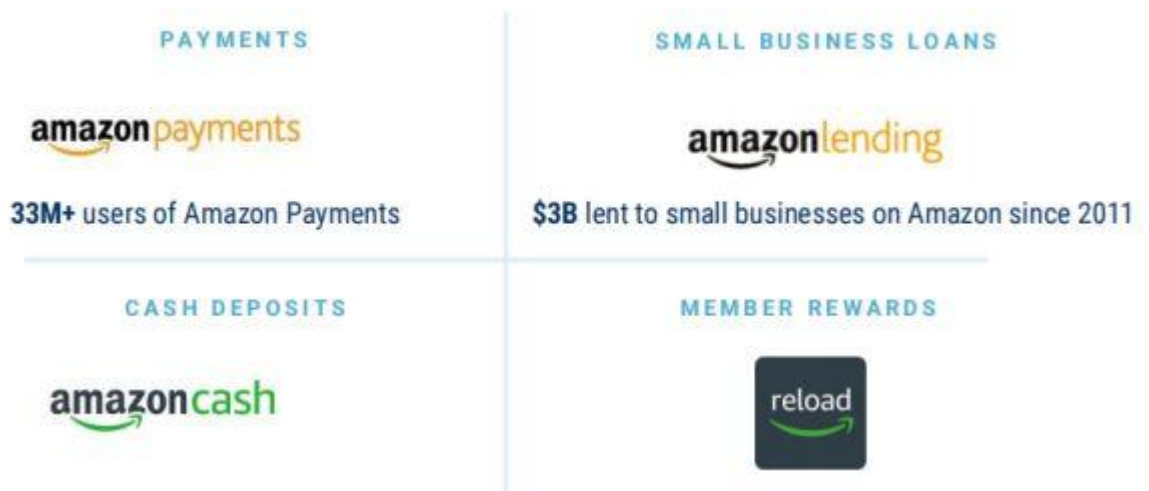 PAYMENTS
amazon payments
33M+ users of Amazon Payments
SMALL BUSINESS LOANS
amazon lending
$3B lent to small businesses on Amazon since 2011
CASH DEPOSITS
amazon cash
MEMBER REWARDS
reload